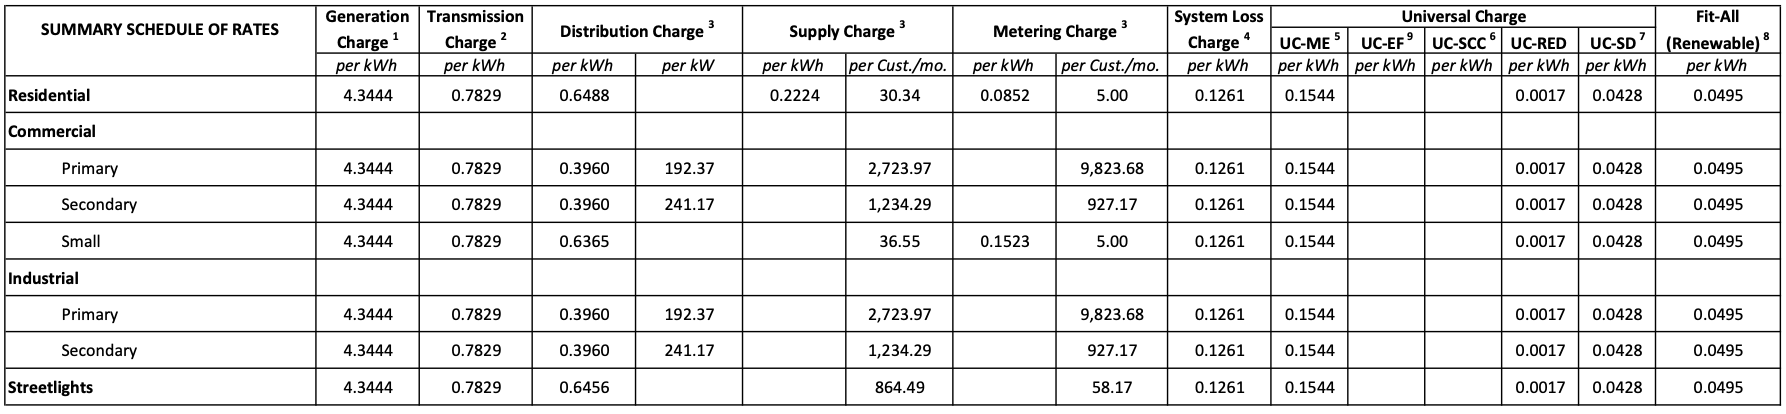 SUMMARY SCHEDULE OF RATES Generation Charge 1 Transmission Charge 2 Distribution Charge 3 Supply Charge 3 Metering Charge 3 System Loss Charge 4 Universal Charge Fit-All (Renewable) 8
UC-ME 5 UC-EF 9 UC-SCC 6 UC-RED UC-SD 7
per kWh per kWh per kWh per kW per kWh per Cust./mo. per kWh per Cust./mo. per kWh per kWh per kWh per kWh per kWh per kWh per kWh
Residential 4.3444 0.7829 0.6488 0.2224 30.34 0.0852 5.00 0.1261 0.1544 0.0017 0.0428 0.0495
Commercial
Primary 4.3444 0.7829 0.3960 192.37 2,723.97 9,823.68 0.1261 0.1544 0.0017 0.0428 0.0495
Secondary 4.3444 0.7829 0.3960 241.17 1,234.29 927.17 0.1261 0.1544 0.0017 0.0428 0.0495
Small 4.3444 0.7829 0.6365 36.55 0.1523 5.00 0.1261 0.1544 0.0017 0.0428 0.0495
Industrial
Primary 4.3444 0.7829 0.3960 192.37 2,723.97 9,823.68 0.1261 0.1544 0.0017 0.0428 0.0495
Secondary 4.3444 0.7829 0.3960 241.17 1,234.29 927.17 0.1261 0.1544 0.0017 0.0428 0.0495
Streetlights 4.3444 0.7829 0.6456 864.49 58.17 0.1261 0.1544 0.0017 0.0428 0.0495